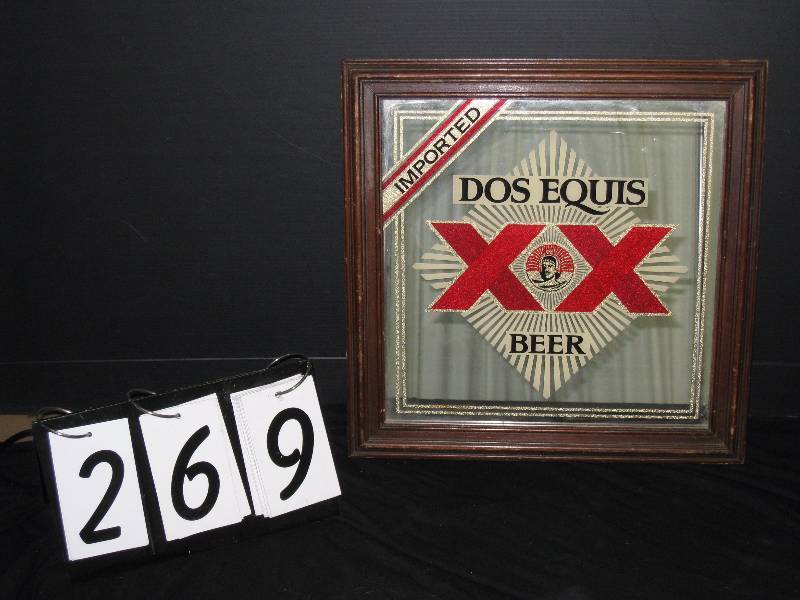 IMPORTED
DOS EQUIS
XX
BEER
269